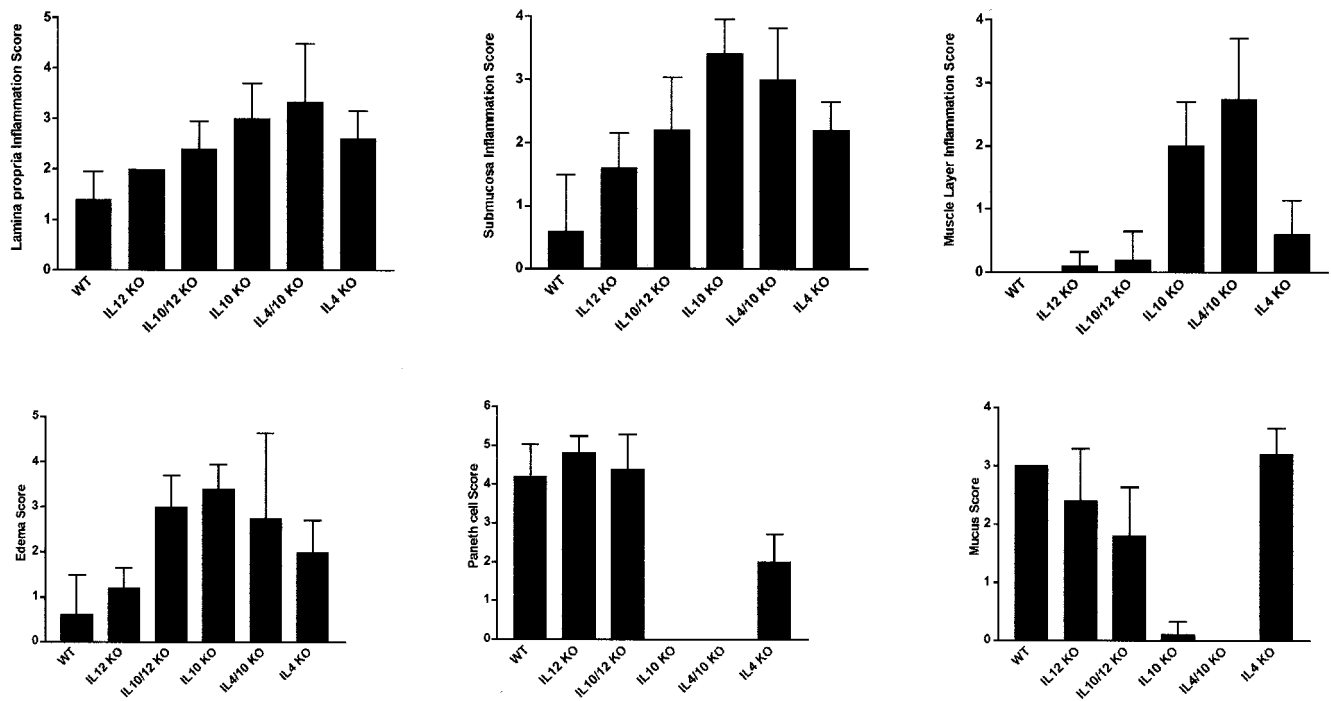 Lamina propria Inflammation Score
5
4
3
2
1
0
WT
IL12 KO
IL10/12 KO
IL10 KO
IL4/10 KO
IL4 KO
Submucosa Inflammation Score
4
3
2
1
0
WT
IL12 KO
IL10/12 KO
IL10 KO
IL4/10 KO
IL4 KO
Muscle Layer Inflammation Score
4
3
2
1
0
WT
IL12 KO
IL10/12 KO
IL10 KO
IL4/10 KO
IL4 KO
Edema Score
5
4
3
2
1
0
WT
IL12 KO
IL10/12 KO
IL10 KO
IL4/10 KO
IL4 KO
Paneth cell Score
6
5
4
3
2
1
0
WT
IL12 KO
IL10/12 KO
IL10 KO
IL4/10 KO
IL4 KO
Mucus Score
4
3
2
1
0
WT
IL12 KO
IL10/12 KO
IL10 KO
IL4/10 KO
IL4 KO